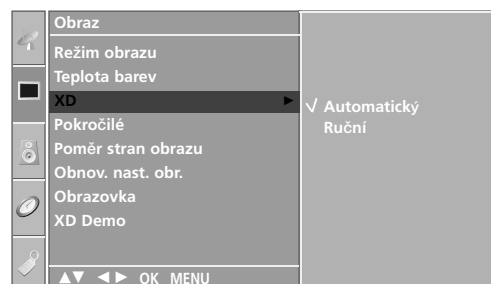 Obraz
Režim obrazu
Teplota barev
XD
Pokročilé
Poměr stran obrazu
Obnov. nast. obr.
Obrazovka
XD Demo
√ Automatický
Ruční
▲▼ ◄► OK MENU